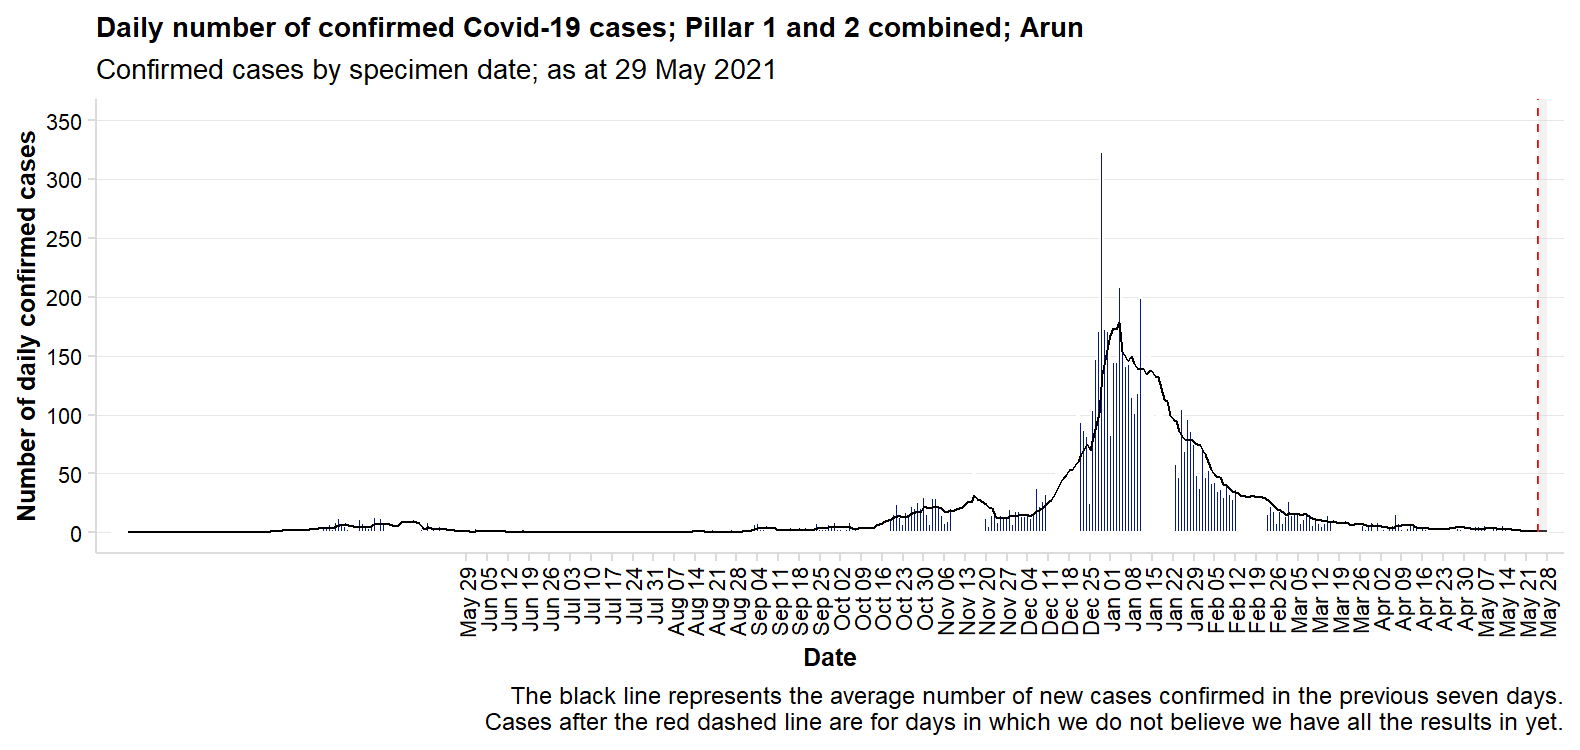 Daily number of confirmed Covid-19 cases; Pillar 1 and 2 combined; Arun
Confirmed cases by specimen date; as at 29 May 2021
Number of daily confirmed cases
350
300
250
200
150
100
50
0
May 29
Jun 05
Jun 12
Jun 19
Jun 26
Jul 03
Jul 10
Jul 17
Jul 24
Jul 31
Aug 07
Aug 14
Aug 21
Aug 28
Sep 04
Sep 11
Sep 18
Sep 25
Oct 02
Oct 09
Oct 16
Oct 23
Oct 30
Nov 06
Nov 13
Nov 20
Nov 27
Dec 04
Dec 11
Dec 18
Dec 25
Jan 01
Jan 08
Jan 15
Jan 22
Jan 29
Feb 05
Feb 12
Feb 19
Feb 26
Mar 05
Mar 12
Mar 19
Mar 26
Apr 02
Apr 09
Apr 16
Apr 23
Apr 30
May 07
May 14
May 21
May 28
Date
The black line represents the average number of new cases confirmed in the previous seven days.
Cases after the red dashed line are for days in which we do not believe we have all the results in yet.